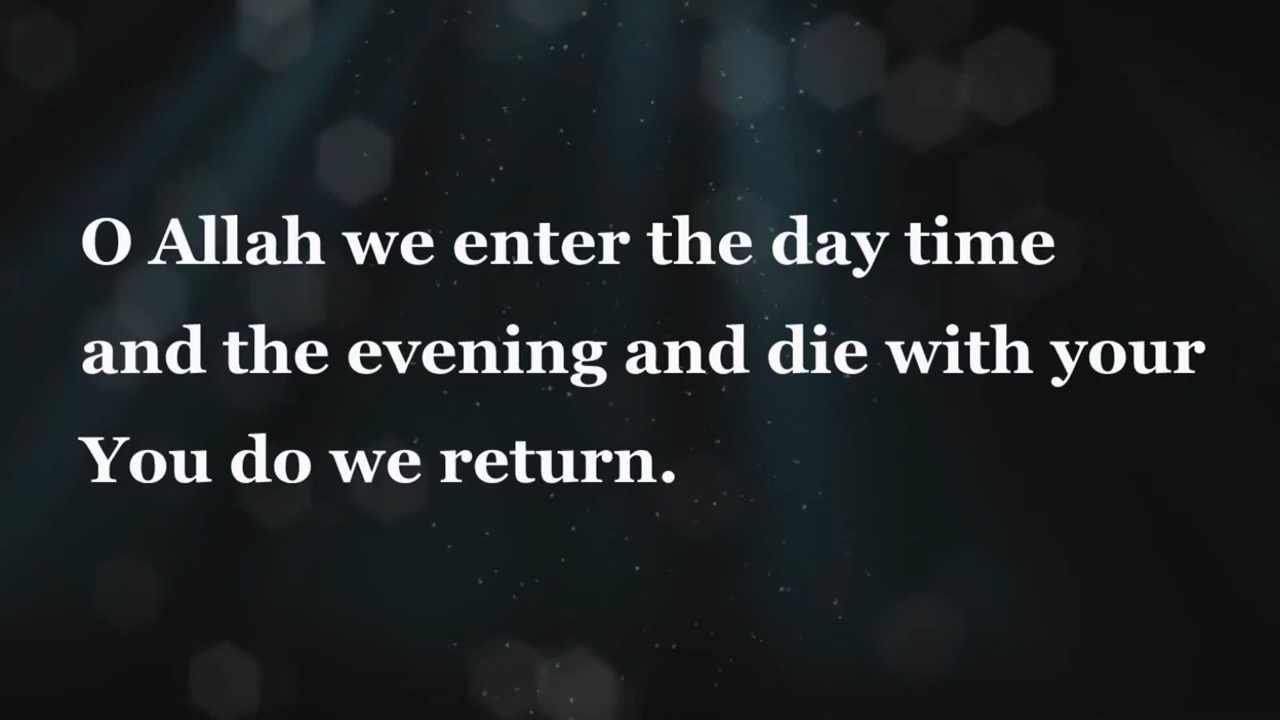 O Allah we enter the day time
and the evening and die with your
You do we return.